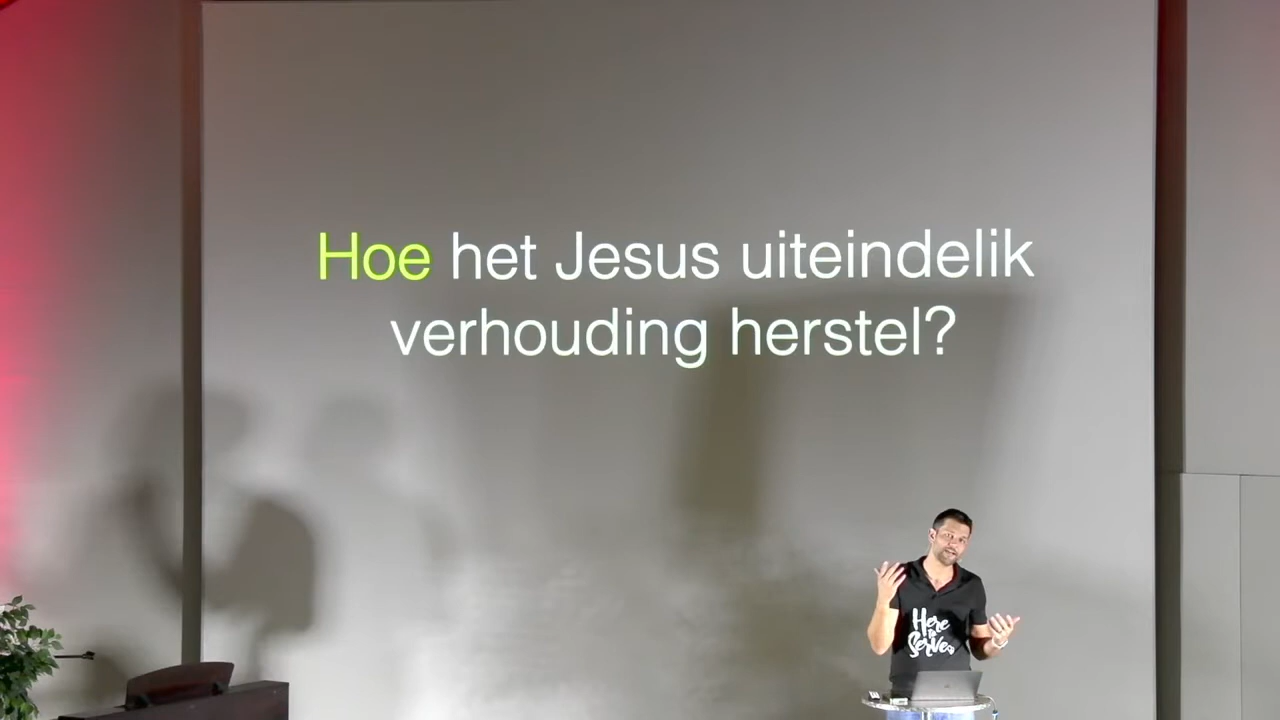 Hoe het Jesus uiteindelik
verhouding herstel?
Here
to
Serve